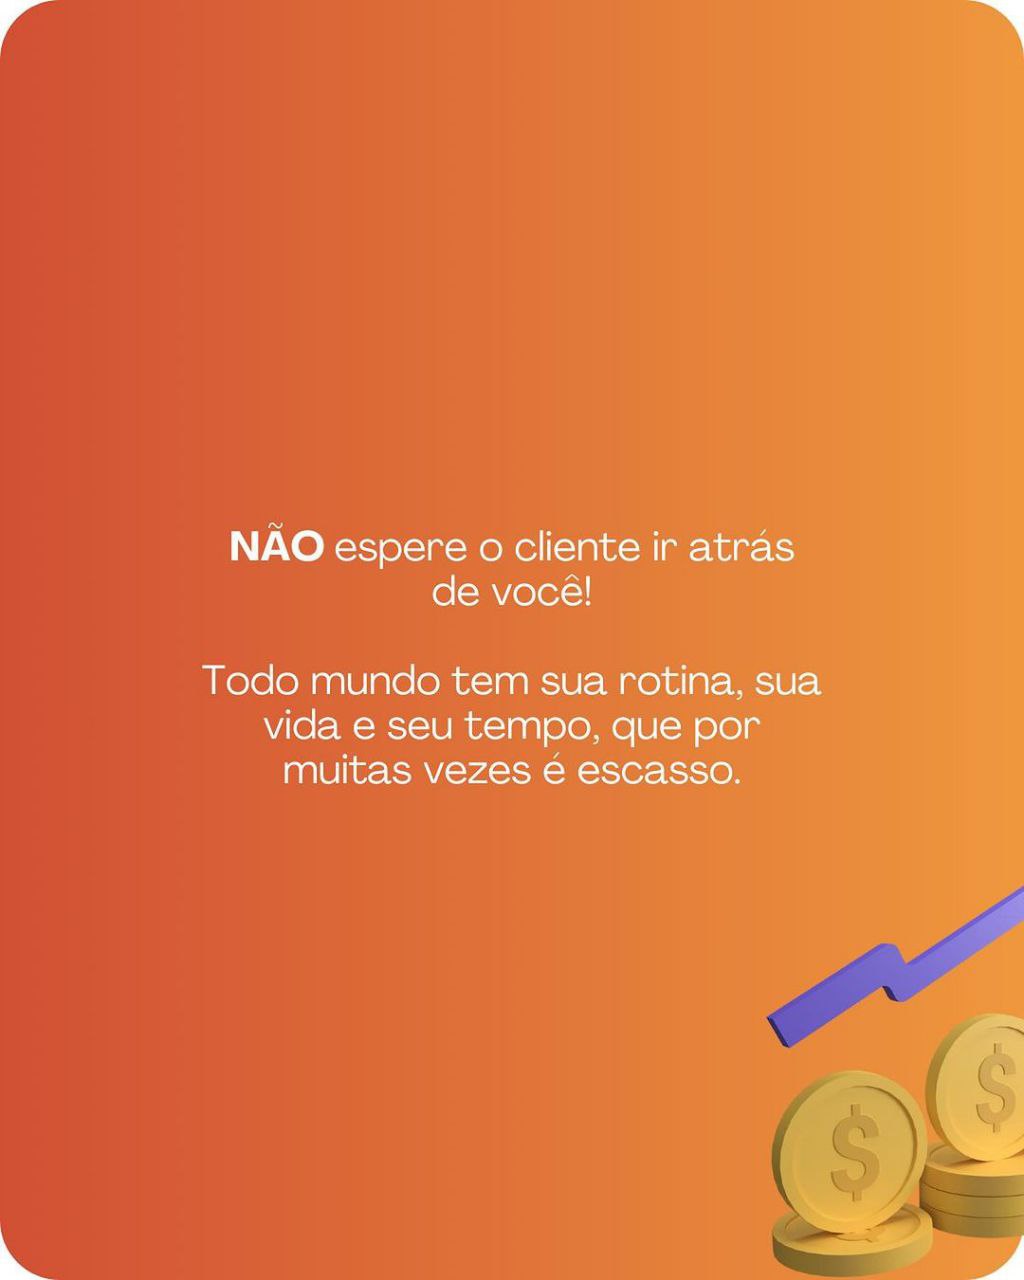 NÃO espere o cliente ir atrás
de você!
Todo mundo tem sua rotina, sua
vida e seu tempo, que por
muitas vezes é escasso.
$
$